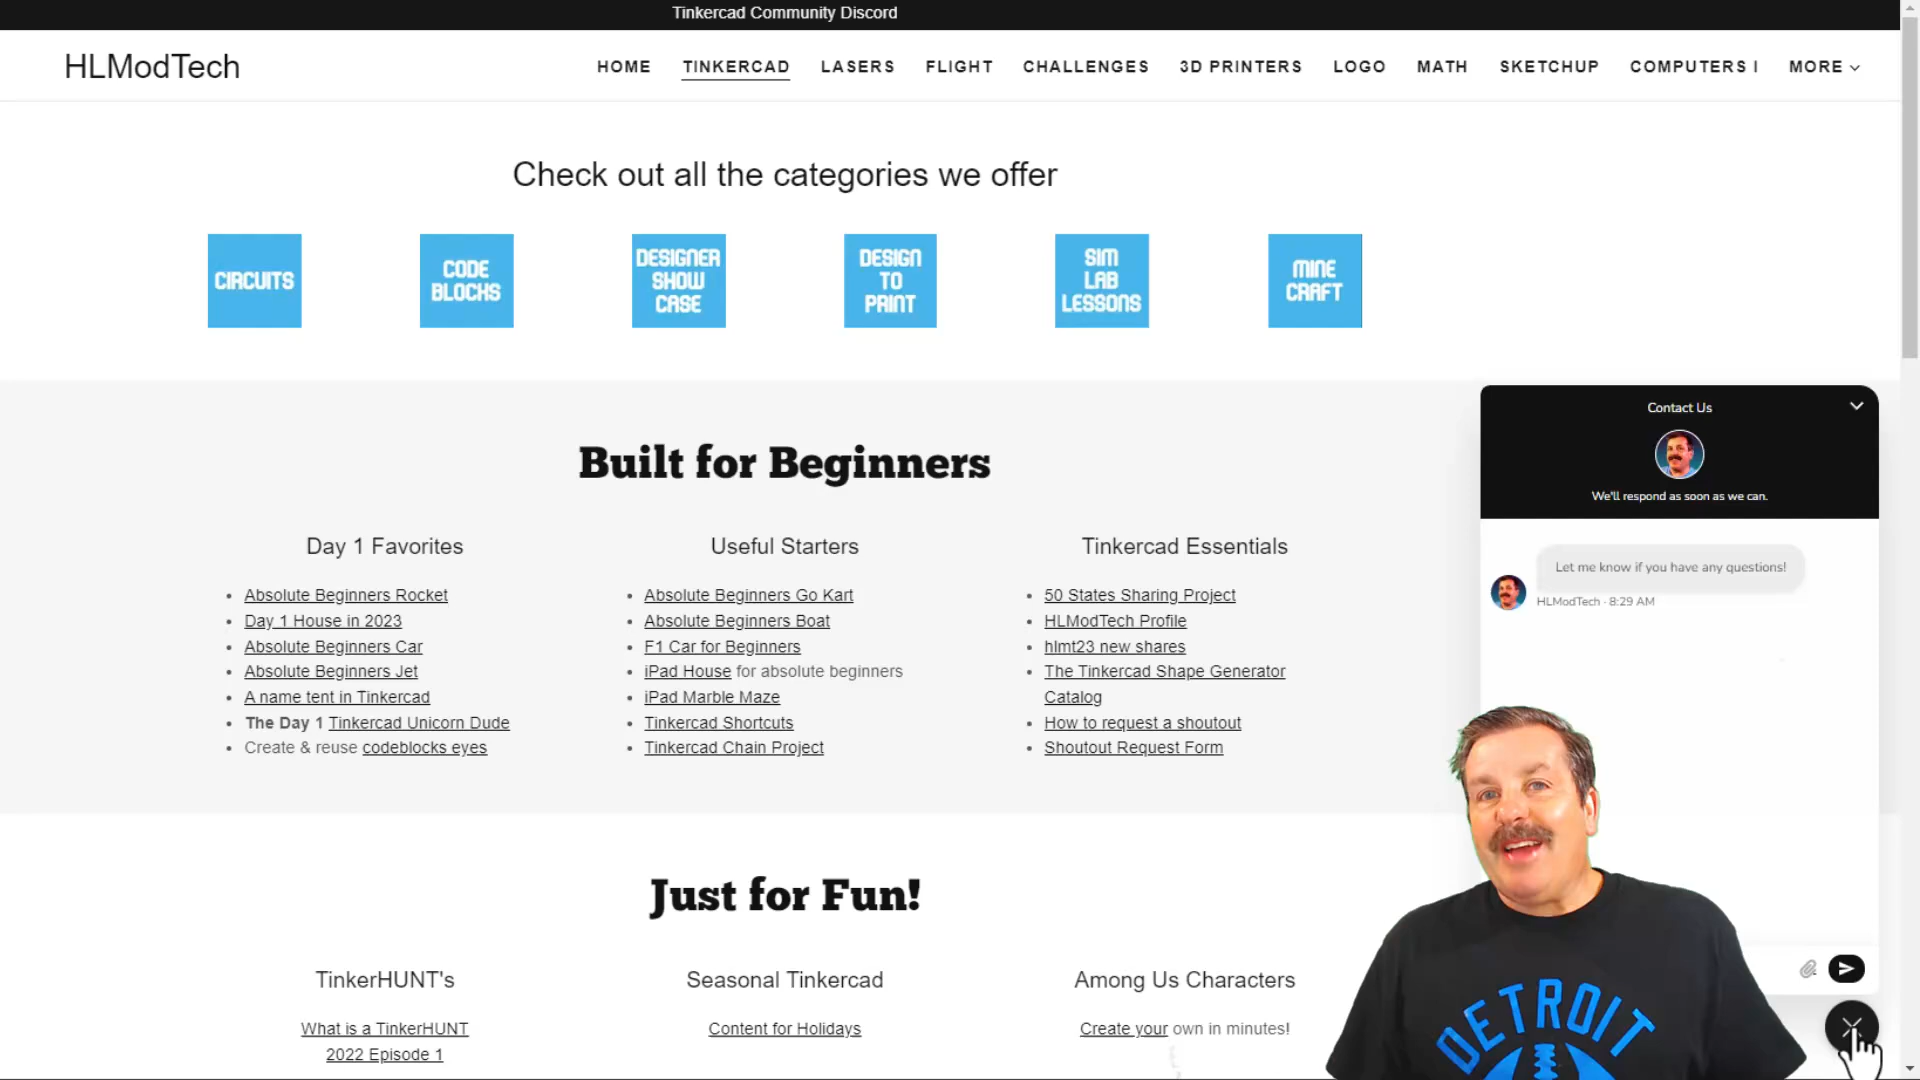 Tinkercad Community Discord
HLModTech
HOME TINKERCAD LASERS FLIGHT CHALLENGES 3D PRINTERS LOGO MATH SKETCHUP COMPUTERS I MORE
Check out all the categories we offer
CIRCUITS
CODE
BLOCKS
DESIGNER
SHOW
CASE
DESIGN
TO
PRINT
SIM
LAB
LESSONS
MINE
CRAFT
Built for Beginners
Day 1 Favorites
Absolute Beginners Rocket
Day 1 House in 2023
Absolute Beginners Car
Absolute Beginners Jet
A name tent in Tinkercad
The Day 1 Tinkercad Unicorn Dude
Create & reuse codeblocks eyes
Useful Starters
Absolute Beginners Go Kart
Absolute Beginners Boat
F1 Car for Beginners
iPad House for absolute beginners
iPad Marble Maze
Tinkercad Shortcuts
Tinkercad Chain Project
Tinkercad Essentials
50 States Sharing Project
HLModTech Profile
hlmt23 new shares
The Tinkercad Shape Generator
Catalog
How to request a shoutout
Shoutout Request Form
Contact Us
We'll respond as soon as we can.
Let me know if you have any questions!
HLModTech · 8:29 AM
Just for Fun!
TinkerHUNT's
What is a TinkerHUNT
2022 Episode 1
Seasonal Tinkercad
Content for Holidays
Among Us Characters
Create your own in minutes!
DETROIT